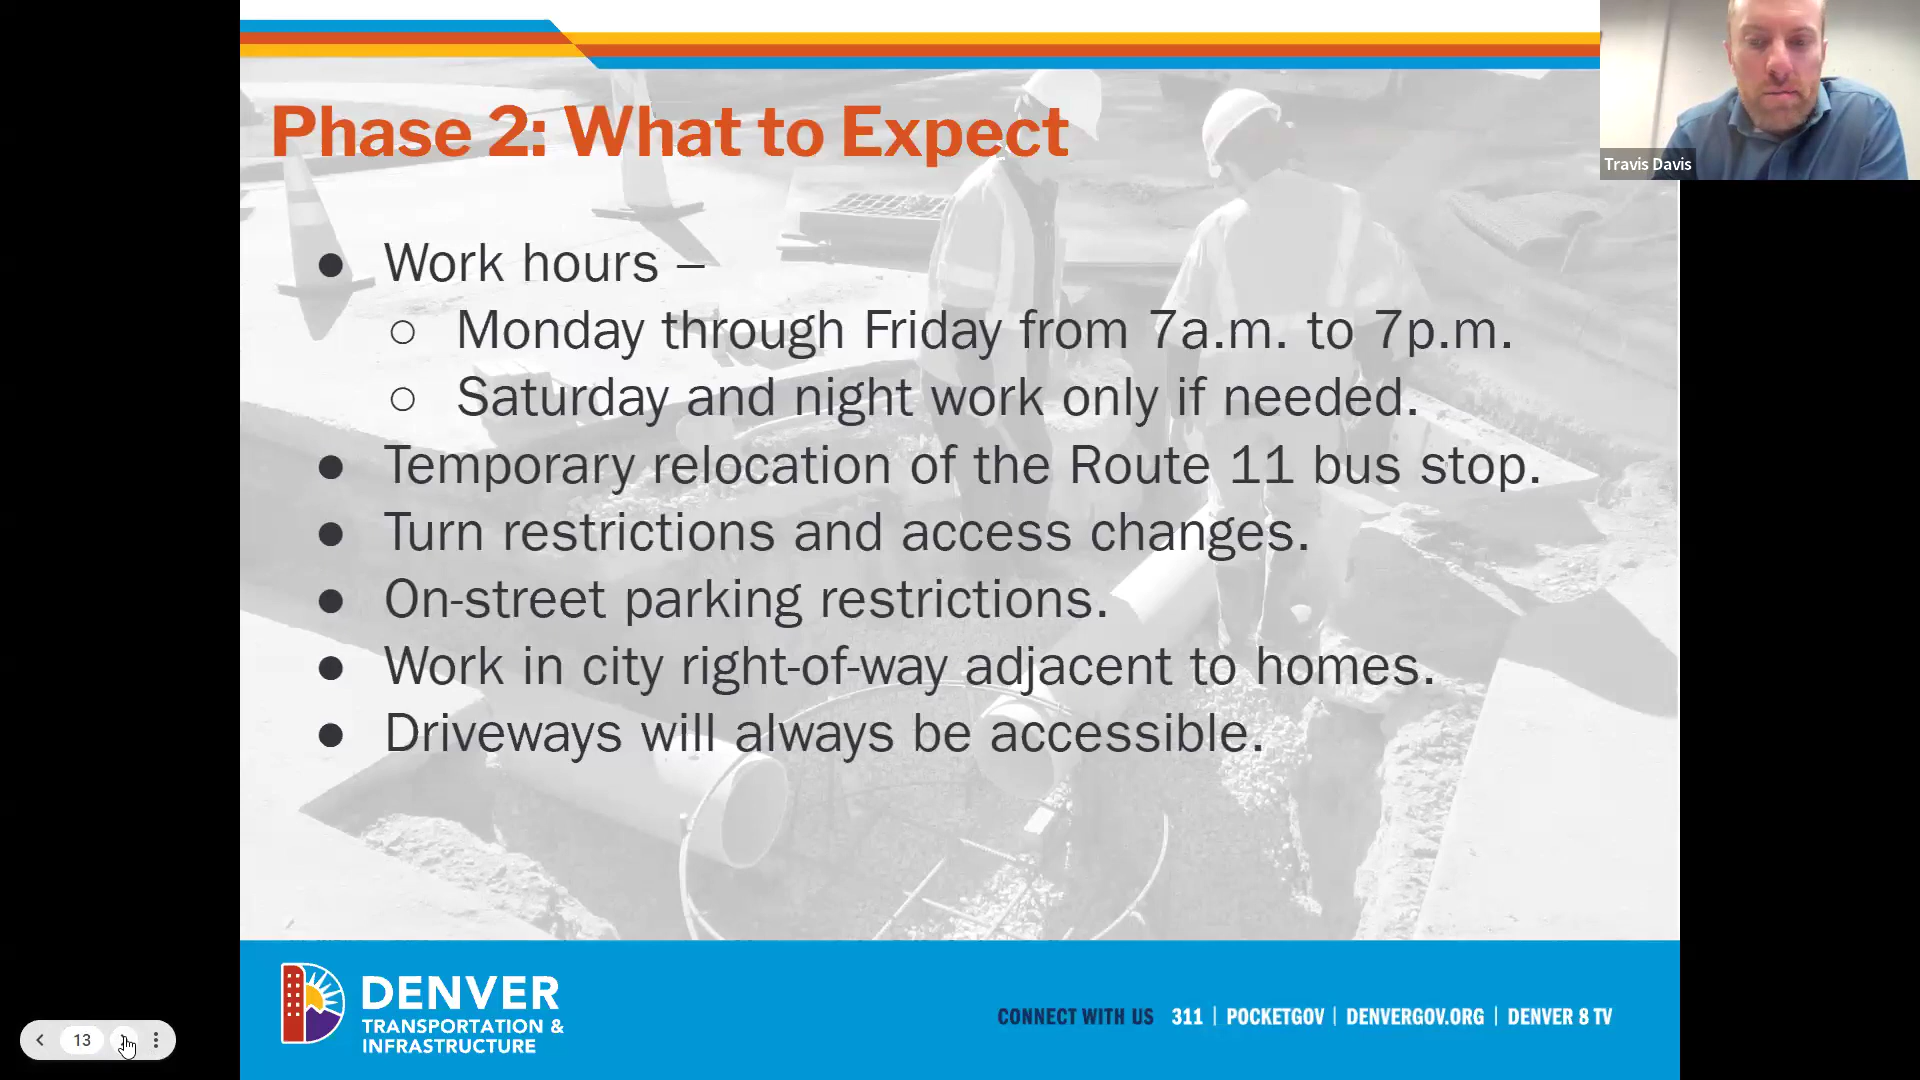 Phase 2: What to Expect
Travis Davis
● Work hours –
○ Monday through Friday from 7a.m. to 7p.m.
○ Saturday and night work only if needed.
● Temporary relocation of the Route 11 bus stop.
● Turn restrictions and access changes.
● On-street parking restrictions.
● Work in city right-of-way adjacent to homes.
● Driveways will always be accessible.
DENVER
TRANSPORTATION &
INFRASTRUCTURE
CONNECT WITH US 311 | POCKETGOV | DENVERGOV.ORG | DENVER 8 TV
13